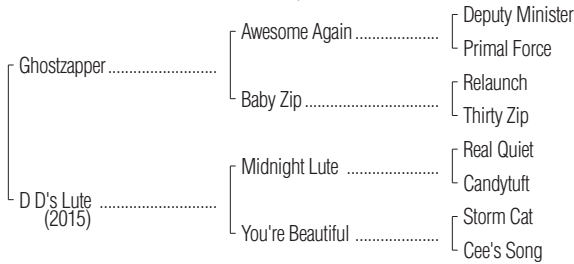 Deputy Minister
Awesome Again ....................
Primal Force
Ghostzapper..........................
Relaunch
Baby Zip ................................
Thirty Zip
Real Quiet
Midnight Lute ......................
Candytuft
D D's Lute ............................
(2015)
Storm Cat
You're Beautiful .....................
Cee's Song